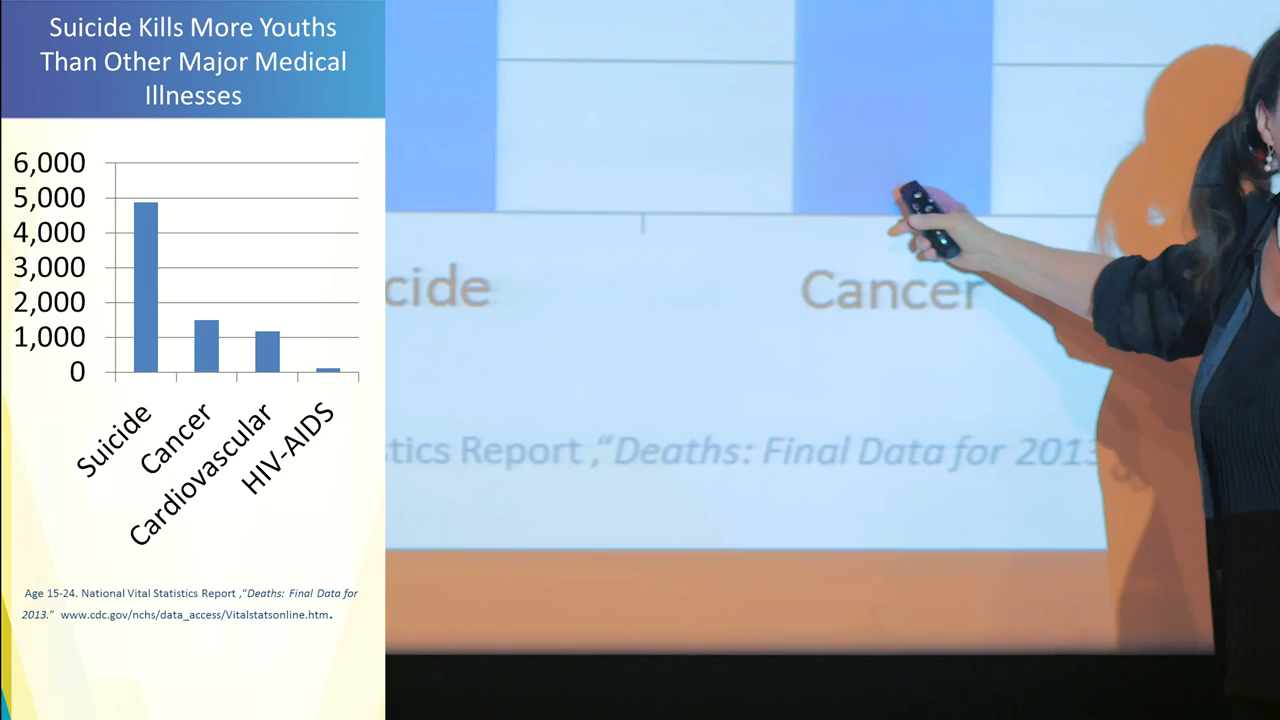 Suicide Kills More Youths
Than Other Major Medical
Illnesses
6,000
5,000
4,000
3,000
2,000
1,000
0
Suicide
Cancer
Cardiovascular
HIV-AIDS
Age 15-24. National Vital Statistics Report ,“Deaths: Final Data for
2013.” www.cdc.gov/nchs/data_access/Vitalstatsonline.htm.
cide
Cancer
tics Report ,“Deaths: Final Data for 2013